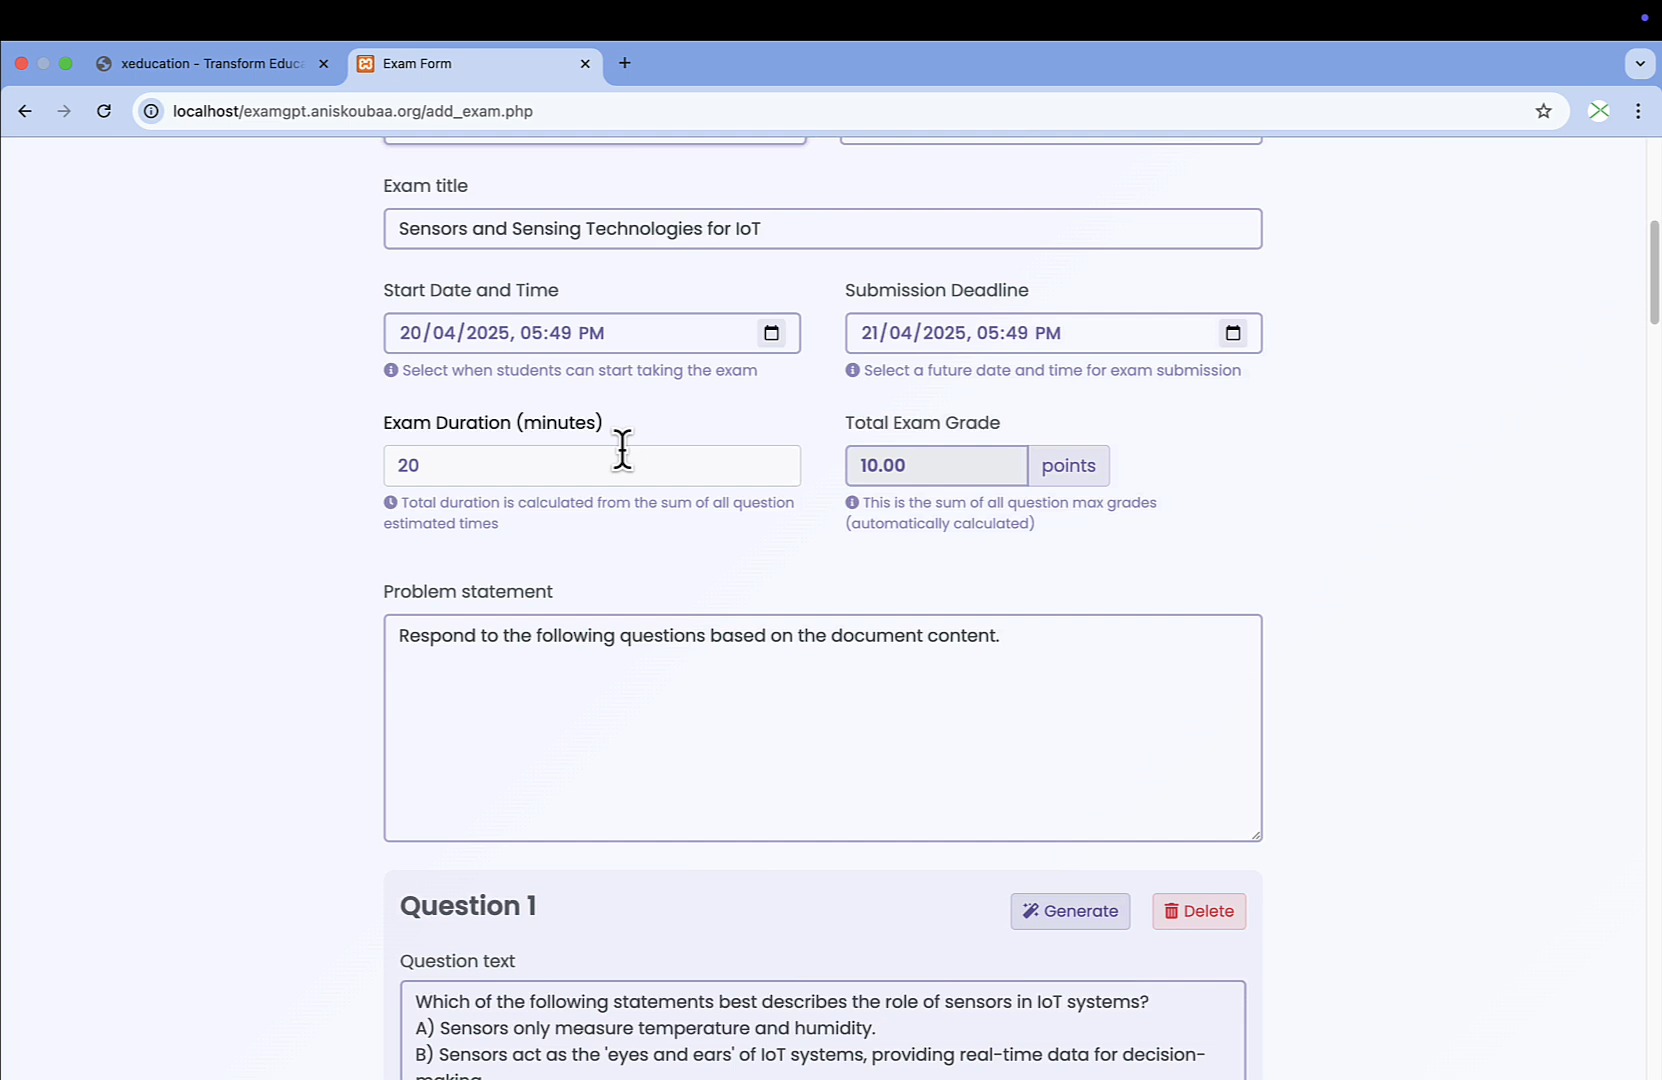 xeducation - Transform Educ
Exam Form
localhost/examgpt.aniskoubaa.org/add_exam.php
Exam title
Sensors and Sensing Technologies for IoT
Start Date and Time
Submission Deadline
20/04/2025, 05:49 PM
21/04/2025, 05:49 PM
Select when students can start taking the exam
Select a future date and time for exam submission
Exam Duration (minutes)
Total Exam Grade
20
10.00
points
Total duration is calculated from the sum of all question
estimated times
This is the sum of all question max grades
(automatically calculated)
Problem statement
Respond to the following questions based on the document content.
Question 1
Generate
Delete
Question text
Which of the following statements best describes the role of sensors in IoT systems?
A) Sensors only measure temperature and humidity.
B) Sensors act as the 'eyes and ears' of IoT systems, providing real-time data for decision-
making